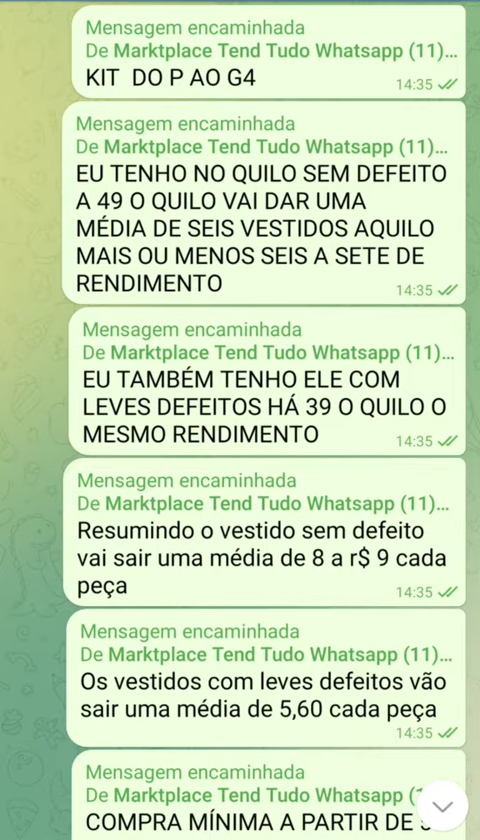 Mensagem encaminhada
De Marktplace Tend Tudo Whatsapp (11)...
KIT DO P AO G4
14:35
Mensagem encaminhada
De Marktplace Tend Tudo Whatsapp (11)...
EU TENHO NO QUILO SEM DEFEITO
A 49 O QUILO VAI DAR UMA
MÉDIA DE SEIS VESTIDOS AQUILO
MAIS OU MENOS SEIS A SETE DE
RENDIMENTO
14:35
Mensagem encaminhada
De Marktplace Tend Tudo Whatsapp (11)...
EU TAMBÉM TENHO ELE COM
LEVES DEFEITOS HÁ 39 O QUILO O
MESMO RENDIMENTO
14:35
Mensagem encaminhada
De Marktplace Tend Tudo Whatsapp (11)...
Resumindo o vestido sem defeito
vai sair uma média de 8 a r$ 9 cada
peça
14:35
Mensagem encaminhada
De Marktplace Tend Tudo Whatsapp (11)...
Os vestidos com leves defeitos vão
sair uma média de 5,60 cada peça
14:35
Mensagem encaminhada
De Marktplace Tend Tudo Whatsapp
COMPRA MÍNIMA A PARTIR DE